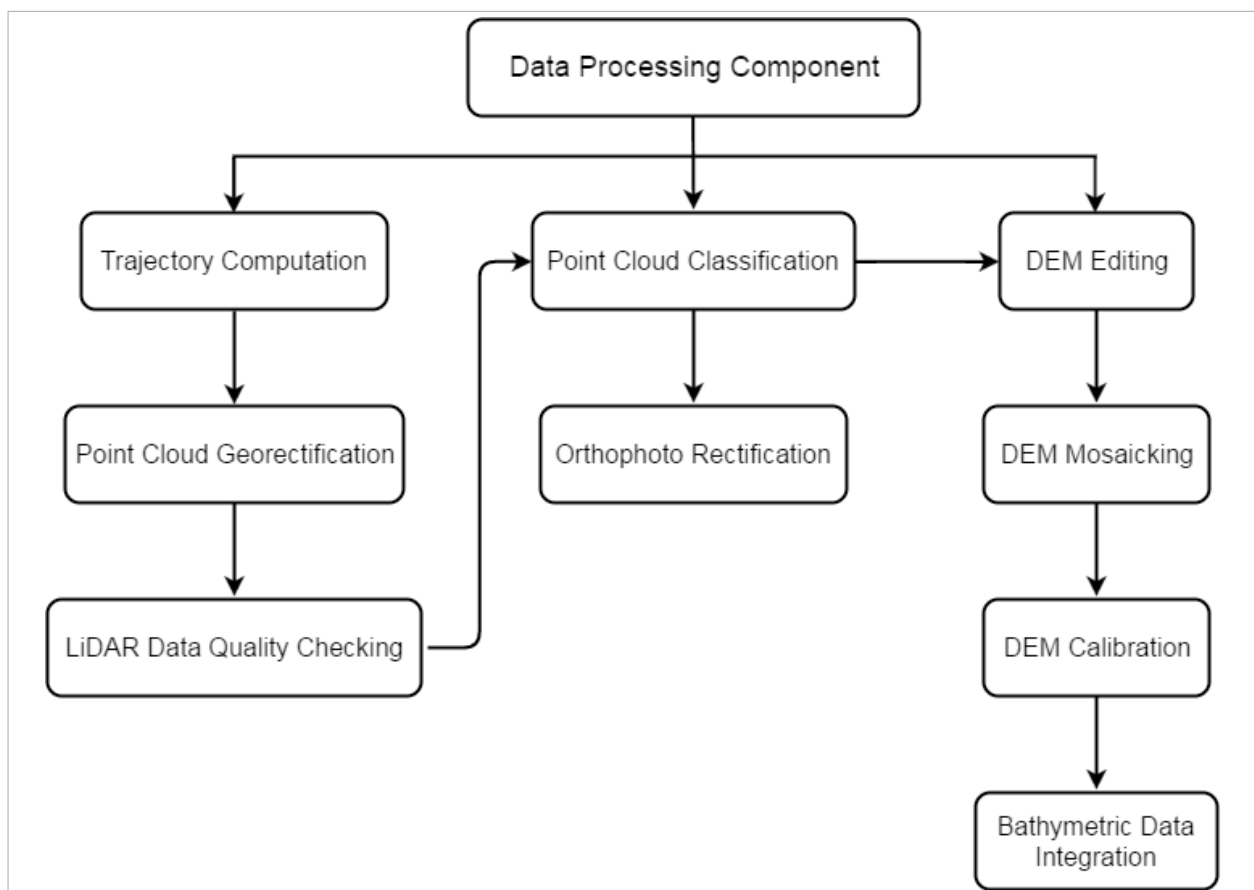 Data Processing Component
Trajectory Computation
Point Cloud Classification
DEM Editing
Point Cloud Georectification
Orthophoto Rectification
DEM Mosaicking
LiDAR Data Quality Checking
DEM Calibration
Bathymetric Data
Integration